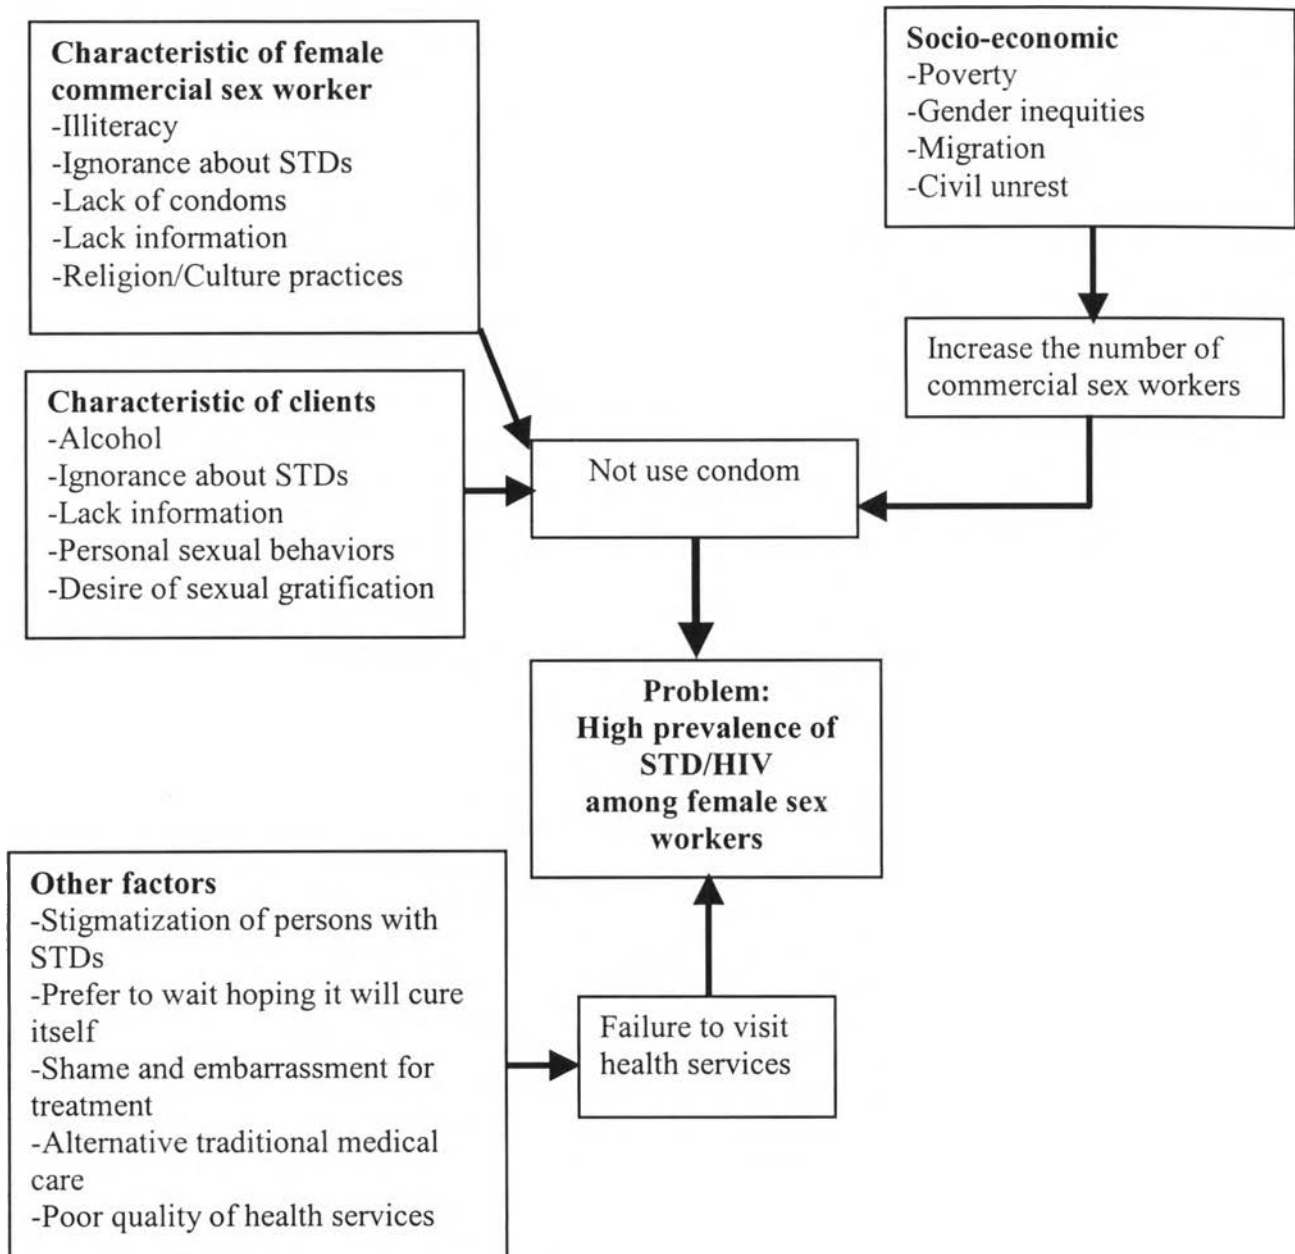 Characteristic of female
commercial sex worker
-Illiteracy
-Ignorance about STDs
-Lack of condoms
-Lack information
-Religion/Culture practices
Socio-economic
-Poverty
-Gender inequities
-Migration
-Civil unrest
Increase the number of
commercial sex workers
Characteristic of clients
-Alcohol
-Ignorance about STDs
-Lack information
-Personal sexual behaviors
-Desire of sexual gratification
Not use condom
Problem:
High prevalence of
STD/HIV
among female sex
workers
Other factors
-Stigmatization of persons with
STDs
-Prefer to wait hoping it will cure
itself
-Shame and embarrassment for
treatment
-Alternative traditional medical
care
-Poor quality of health services
Failure to visit
health services